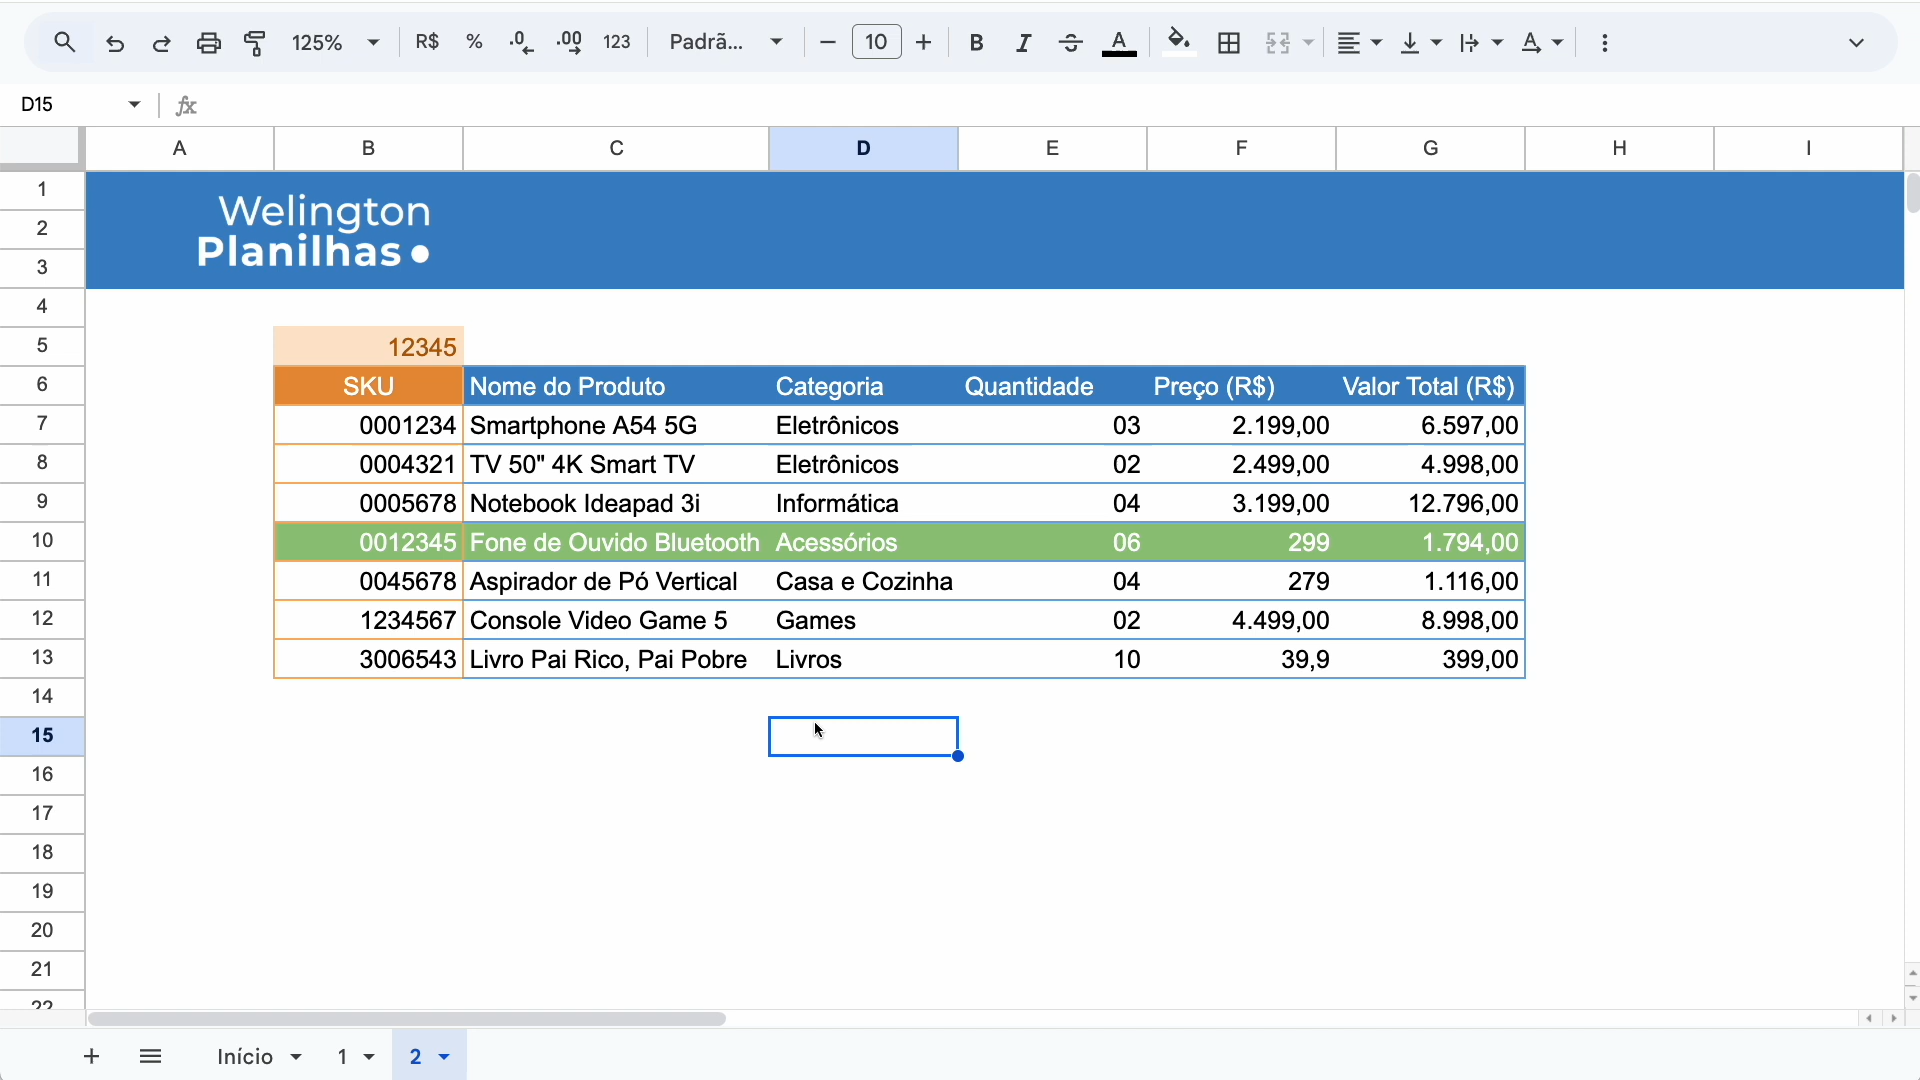 125% R$ % .0 .00 123 Padrã... 10 B I S A A
D15 fx
A B C D E F G H I
1
Welington
2
Planilhas
3
4
5 12345
6 SKU Nome do Produto Categoria Quantidade Preço (R$) Valor Total (R$)
7 0001234 Smartphone A54 5G Eletrônicos 03 2.199,00 6.597,00
8 0004321 TV 50" 4K Smart TV Eletrônicos 02 2.499,00 4.998,00
9 0005678 Notebook Ideapad 3i Informática 04 3.199,00 12.796,00
10 0012345 Fone de Ouvido Bluetooth Acessórios 06 299 1.794,00
11 0045678 Aspirador de Pó Vertical Casa e Cozinha 04 279 1.116,00
12 1234567 Console Video Game 5 Games 02 4.499,00 8.998,00
13 3006543 Livro Pai Rico, Pai Pobre Livros 10 39,9 399,00
14
15
16
17
18
19
20
21
22
Início 1 2